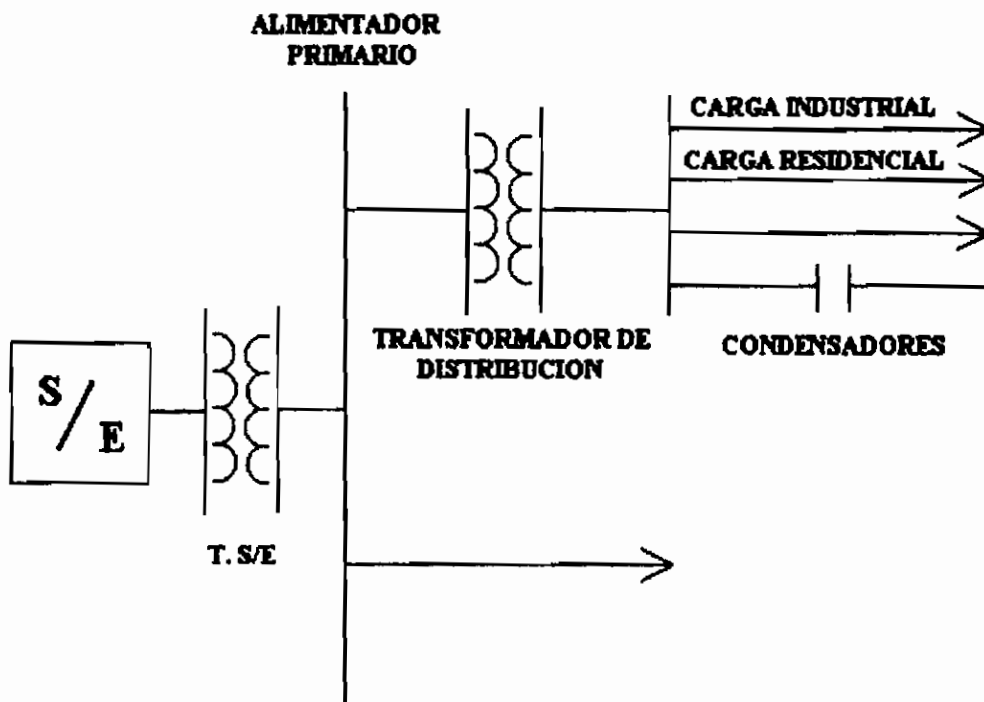 ALIMENTADOR
PRIMARIO
CARGA INDUSTRIAL
CARGA RESIDENCIAL
TRANSFORMADOR DE
DISTRIBUCION
CONDENSADORES
S/E
T. S/E